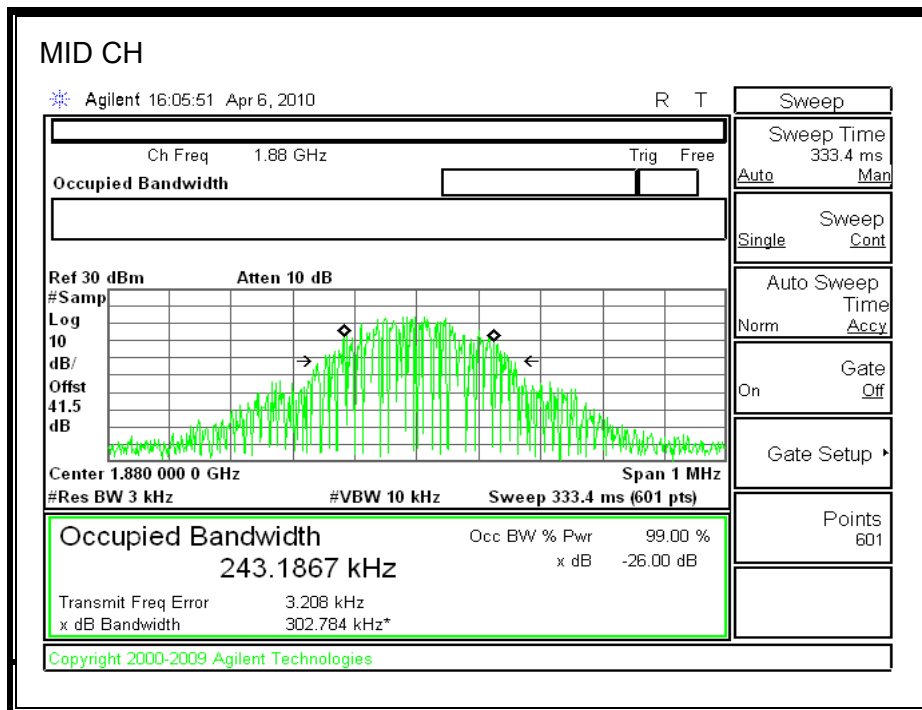 MID CH
Agilent 16:05:51 Apr 6, 2010 R T
Ch Freq 1.88 GHz Trig Free
Occupied Bandwidth
Ref 30 dBm Atten 10 dB
#Samp
Log
10
dB/
Offst
41.5
dB
Center 1.880 000 0 GHz Span 1 MHz
#Res BW 3 kHz #VBW 10 kHz Sweep 333.4 ms (601 pts)
Occupied Bandwidth Occ BW % Pwr 99.00 %
243.1867 kHz x dB -26.00 dB
Transmit Freq Error 3.208 kHz
x dB Bandwidth 302.784 kHz*
Copyright 2000-2009 Agilent Technologies
Sweep
Sweep Time
333.4 ms
Auto Man
Sweep
Single Cont
Auto Sweep
Time
Norm Accy
Gate
On Off
Gate Setup
Points
601